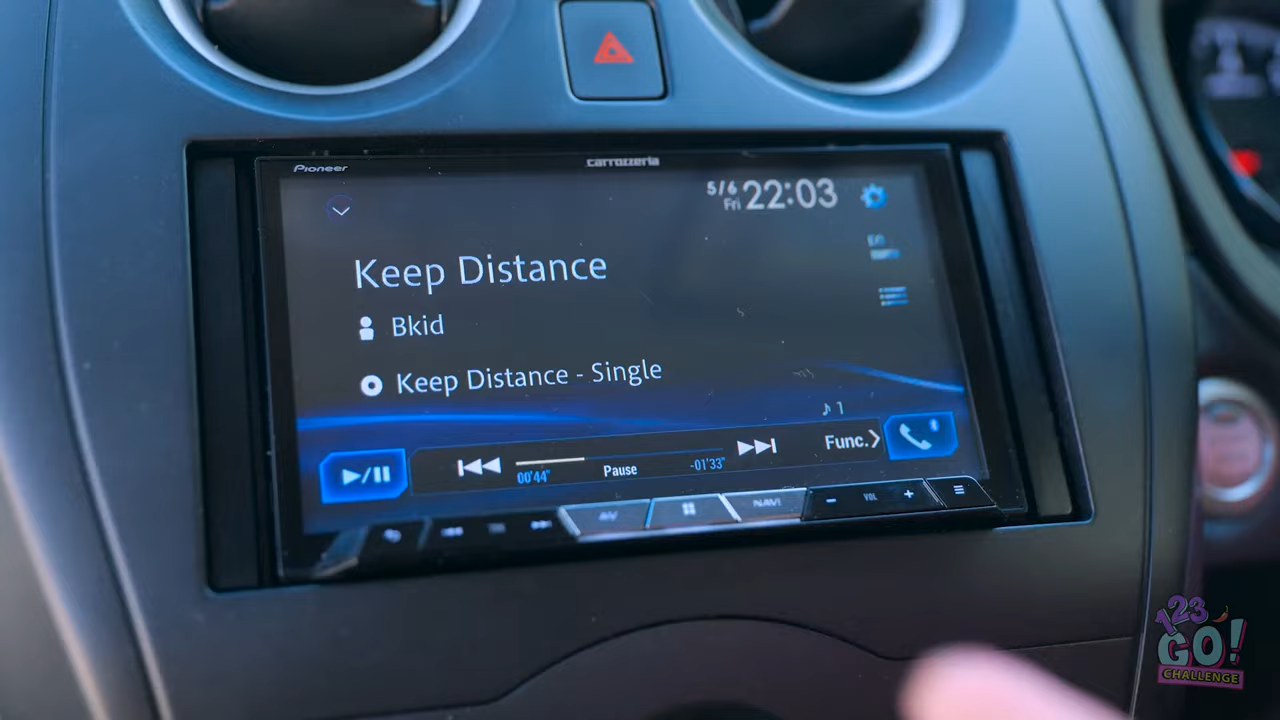 Pioneer
carrozzeria
5/6
Fri
22:03
Keep Distance
Bkid
Keep Distance - Single
1
Func.
00'44"
Pause
-01'33"
AV
NAVI
VOL
123
GO!
CHALLENGE